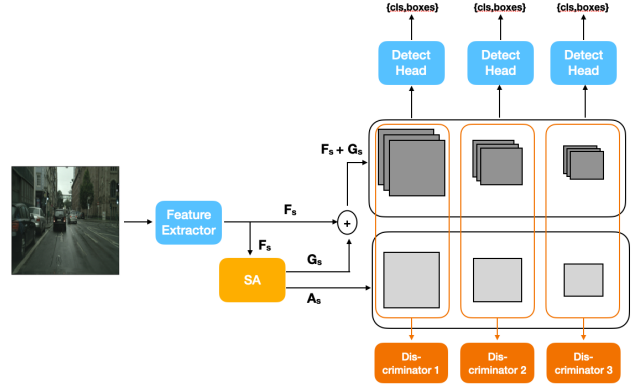 {cls,boxes} {cls,boxes} {cls,boxes}
Detect Head
Detect Head
Detect Head
Fs + Gs
Feature Extractor
Fs
+
Fs
SA
Gs
As
Dis-criminator 1
Dis-criminator 2
Dis-criminator 3